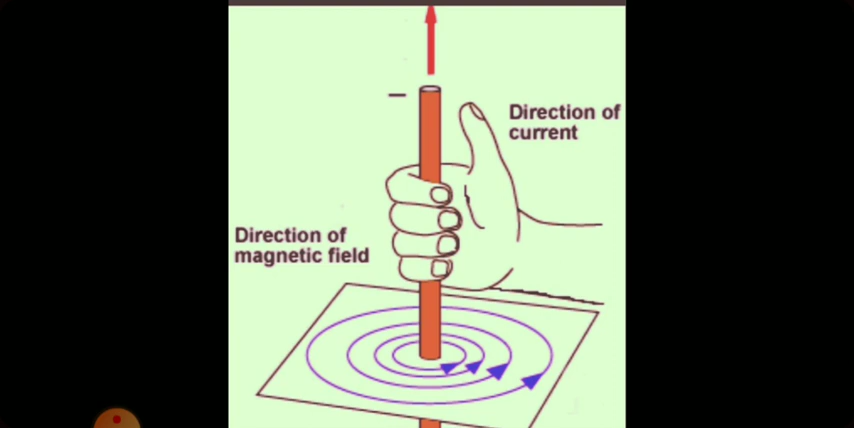 –
Direction of
current
Direction of
magnetic field